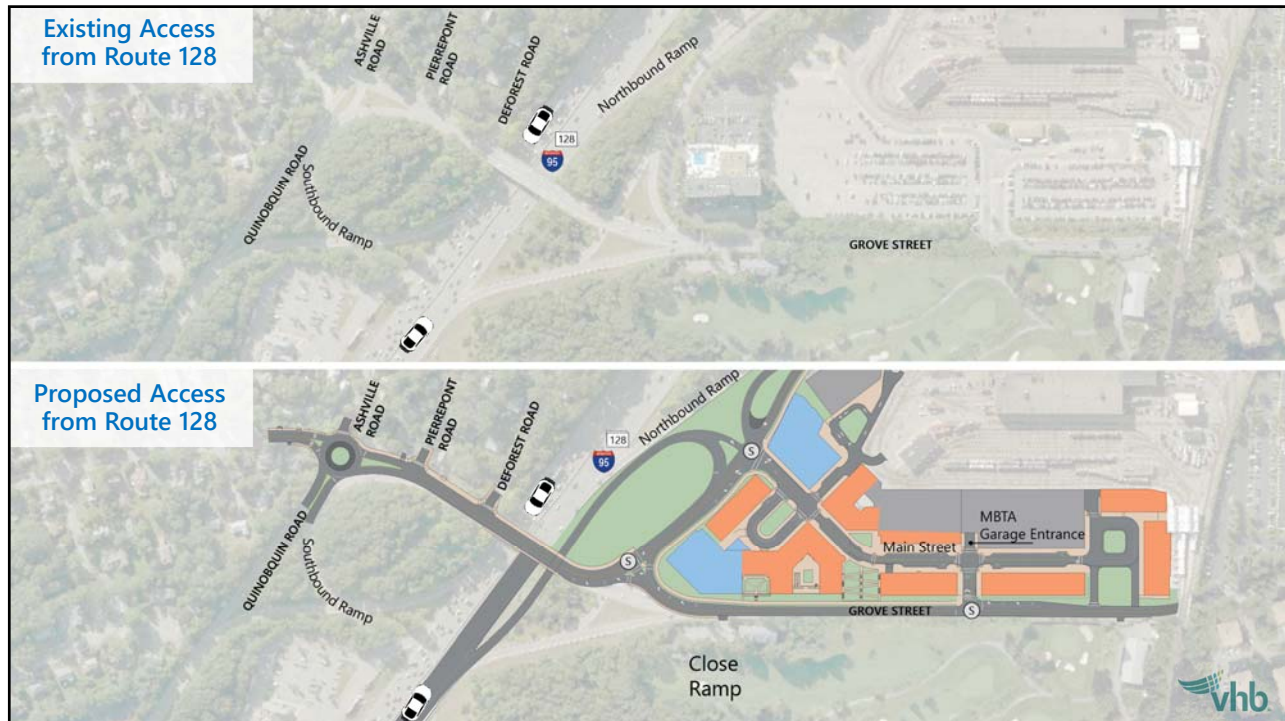 Existing Access
from Route 128
ASHVILLE
ROAD
PIERREPONT
ROAD
DEFOREST ROAD
Northbound Ramp
128
95
QUINOBQUIN ROAD
Southbound Ramp
GROVE STREET
Proposed Access
from Route 128
ASHVILLE
ROAD
PIERREPONT
ROAD
DEFOREST ROAD
Northbound Ramp
128
95
S
QUINOBQUIN ROAD
Southbound Ramp
S
MBTA
Garage Entrance
Main Street
GROVE STREET
S
Close
Ramp
vhb